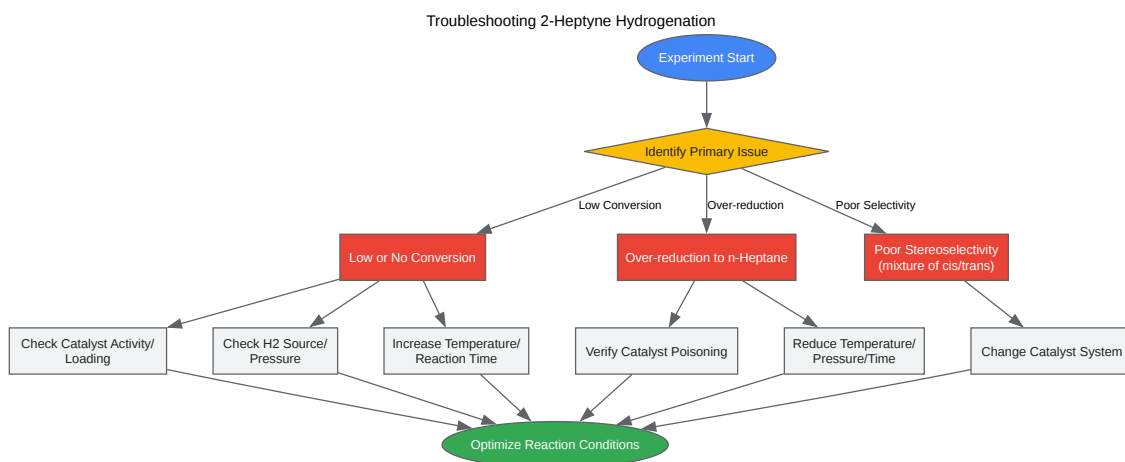 Troubleshooting 2-Heptyne Hydrogenation
Experiment Start
Identify Primary Issue
Low Conversion
Over-reduction
Poor Selectivity
Low or No Conversion
Over-reduction to n-Heptane
Poor Stereoselectivity
(mixture of cis/trans)
Check Catalyst Activity/
Loading
Check H2 Source/
Pressure
Increase Temperature/
Reaction Time
Verify Catalyst Poisoning
Reduce Temperature/
Pressure/Time
Change Catalyst System
Optimize Reaction Conditions